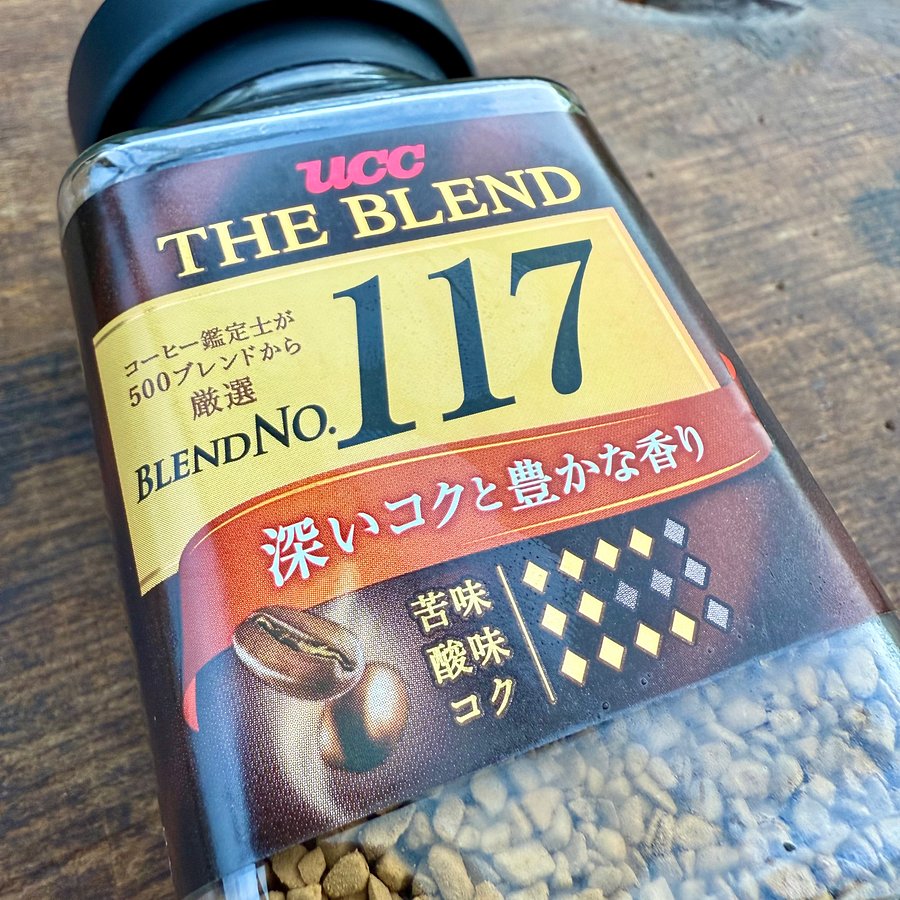 UCC
THE BLEND
コーヒー鑑定士が
500ブレンドから
厳選
BLEND NO. 117
深いコクと豊かな香り
苦味
酸味
コク